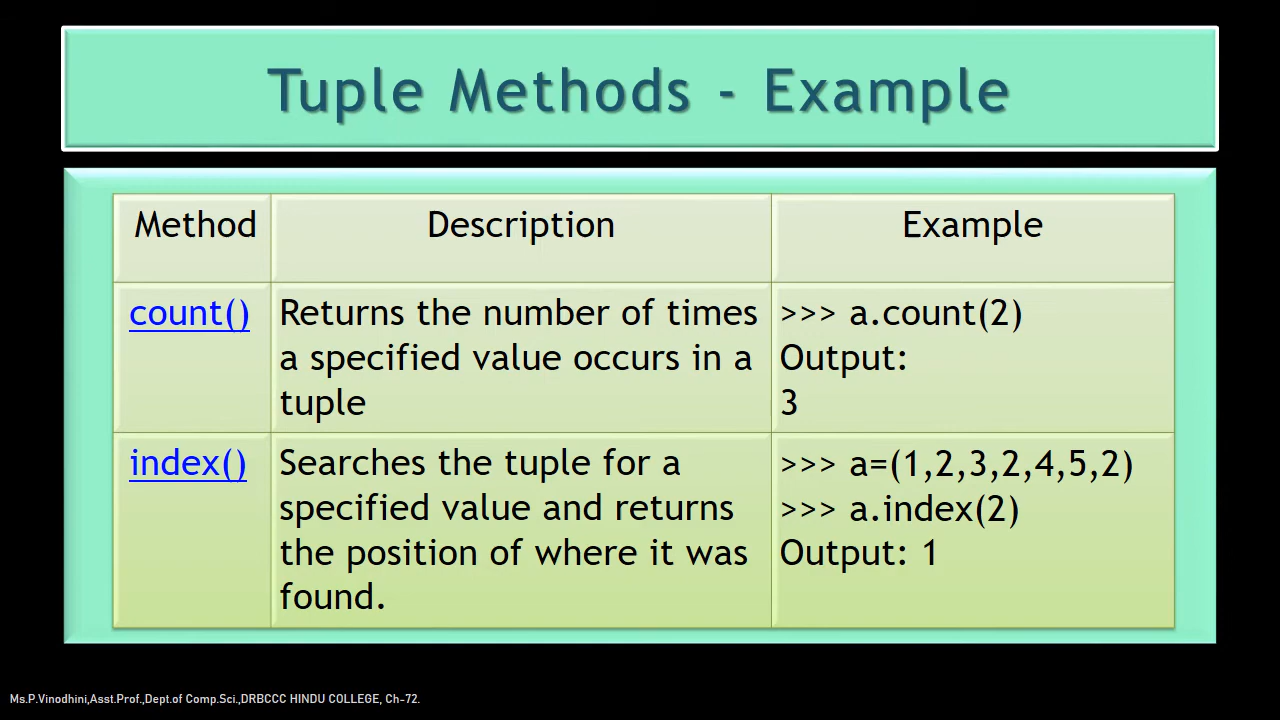 Tuple Methods - Example
Method
Description
Example
count()
Returns the number of times
a specified value occurs in a
tuple
>>> a.count(2)
Output:
3
index()
Searches the tuple for a
specified value and returns
the position of where it was
found.
>>> a=(1,2,3,2,4,5,2)
>>> a.index(2)
Output: 1
Ms.P.Vinodhini,Asst.Prof.,Dept.of Comp.Sci.,DRBCCC HINDU COLLEGE, Ch-72.